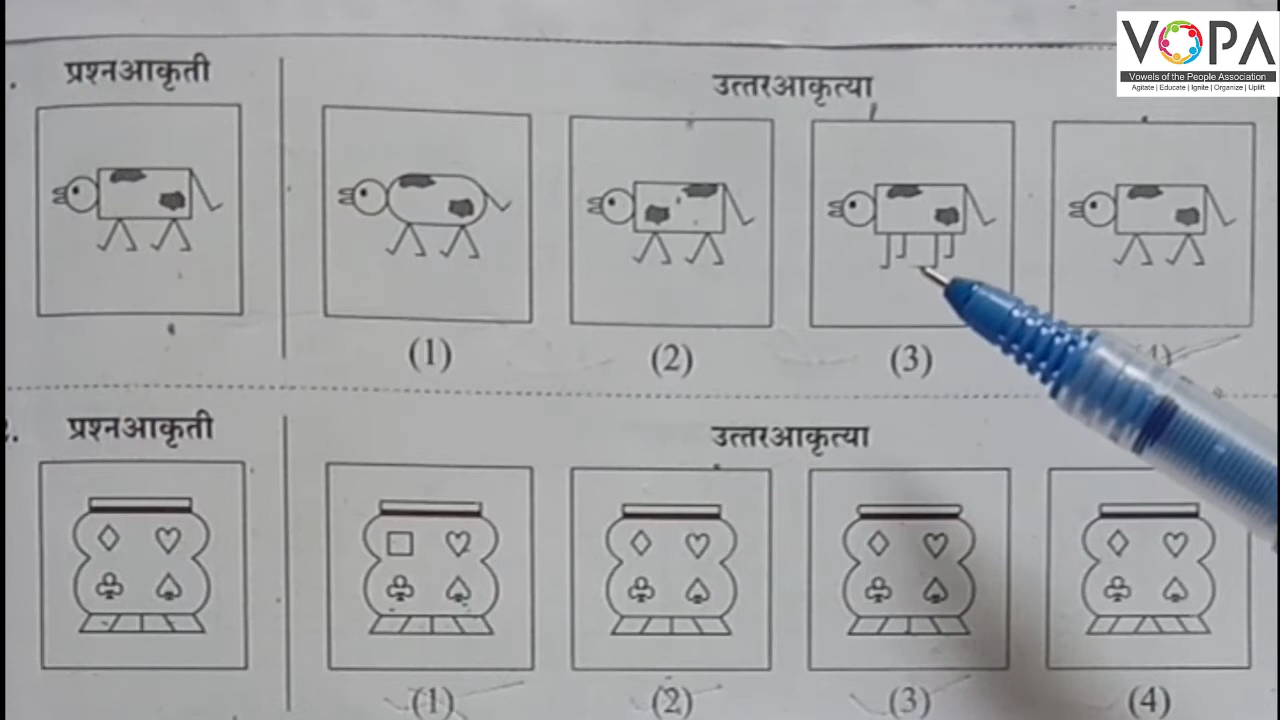 VOPA
Vowels of the People Association
Agitate | Educate | Ignite | Organize | Uplift
प्रश्नआकृती
उत्तरआकृत्या
(1)
(2)
(3)
प्रश्नआकृती
उत्तरआकृत्या
(1)
(2)
(3)
(4)